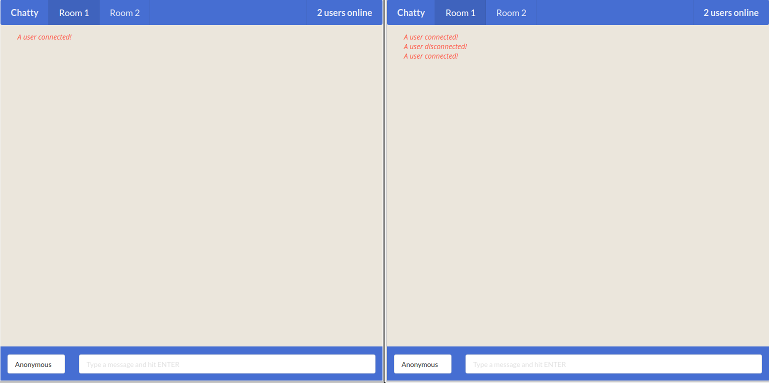 Chatty Room 1 Room 2 2 users online
A user connected!
Anonymous Type a message and hit ENTER
Chatty Room 1 Room 2 2 users online
A user connected!
A user disconnected!
A user connected!
Anonymous Type a message and hit ENTER